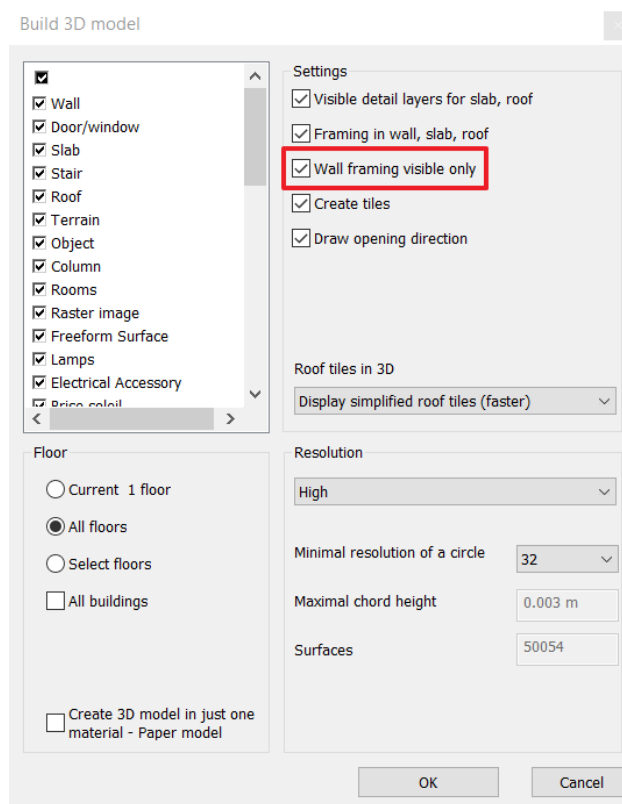 Build 3D model
Wall
Door/window
Slab
Stair
Roof
Terrain
Object
Column
Rooms
Raster image
Freeform Surface
Lamps
Electrical Accessory
Brise soleil
Settings
Visible detail layers for slab, roof
Framing in wall, slab, roof
Wall framing visible only
Create tiles
Draw opening direction
Roof tiles in 3D
Display simplified roof tiles (faster)
Floor
Current 1 floor
All floors
Select floors
All buildings
Create 3D model in just one
material - Paper model
Resolution
High
Minimal resolution of a circle
32
Maximal chord height
0.003 m
Surfaces
50054
OK
Cancel